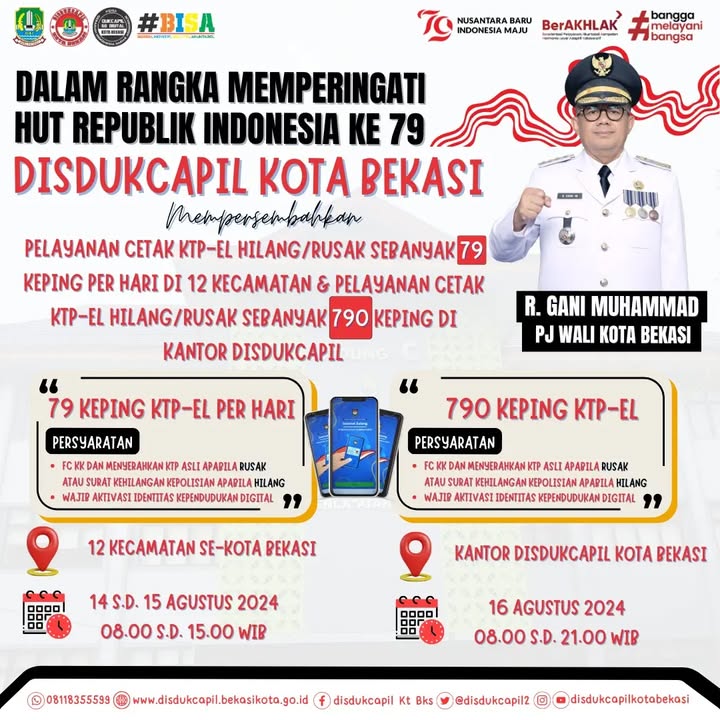 #BISA
79 NUSANTARA BARU
INDONESIA MAJU
BerAKHLAK
#bangga
melayani
bangsa
DALAM RANGKA MEMPERINGATI
HUT REPUBLIK INDONESIA KE 79
DISDUKCAPIL KOTA BEKASI
Mempersembahkan
PELAYANAN CETAK KTP-EL HILANG/RUSAK SEBANYAK 79
KEPING PER HARI DI 12 KECAMATAN & PELAYANAN CETAK
KTP-EL HILANG/RUSAK SEBANYAK 790 KEPING DI
KANTOR DISDUKCAPIL
R. GANI MUHAMMAD
PJ WALI KOTA BEKASI
“
79 KEPING KTP-EL PER HARI
PERSYARATAN
• FC KK DAN MENYERAHKAN KTP ASLI APABILA RUSAK
ATAU SURAT KEHILANGAN KEPOLISIAN APABILA HILANG
• WAJIB AKTIVASI IDENTITAS KEPENDUDUKAN DIGITAL
”
12 KECAMATAN SE-KOTA BEKASI
14 S.D. 15 AGUSTUS 2024
08.00 S.D. 15.00 WIB
“
790 KEPING KTP-EL
PERSYARATAN
• FC KK DAN MENYERAHKAN KTP ASLI APABILA RUSAK
ATAU SURAT KEHILANGAN KEPOLISIAN APABILA HILANG
• WAJIB AKTIVASI IDENTITAS KEPENDUDUKAN DIGITAL
”
KANTOR DISDUKCAPIL KOTA BEKASI
16 AGUSTUS 2024
08.00 S.D. 21.00 WIB
08118355599 www.disdukcapil.bekasikota.go.id disdukcapil Kt Bks @disdukcapil2 disdukcapilkotabekasi